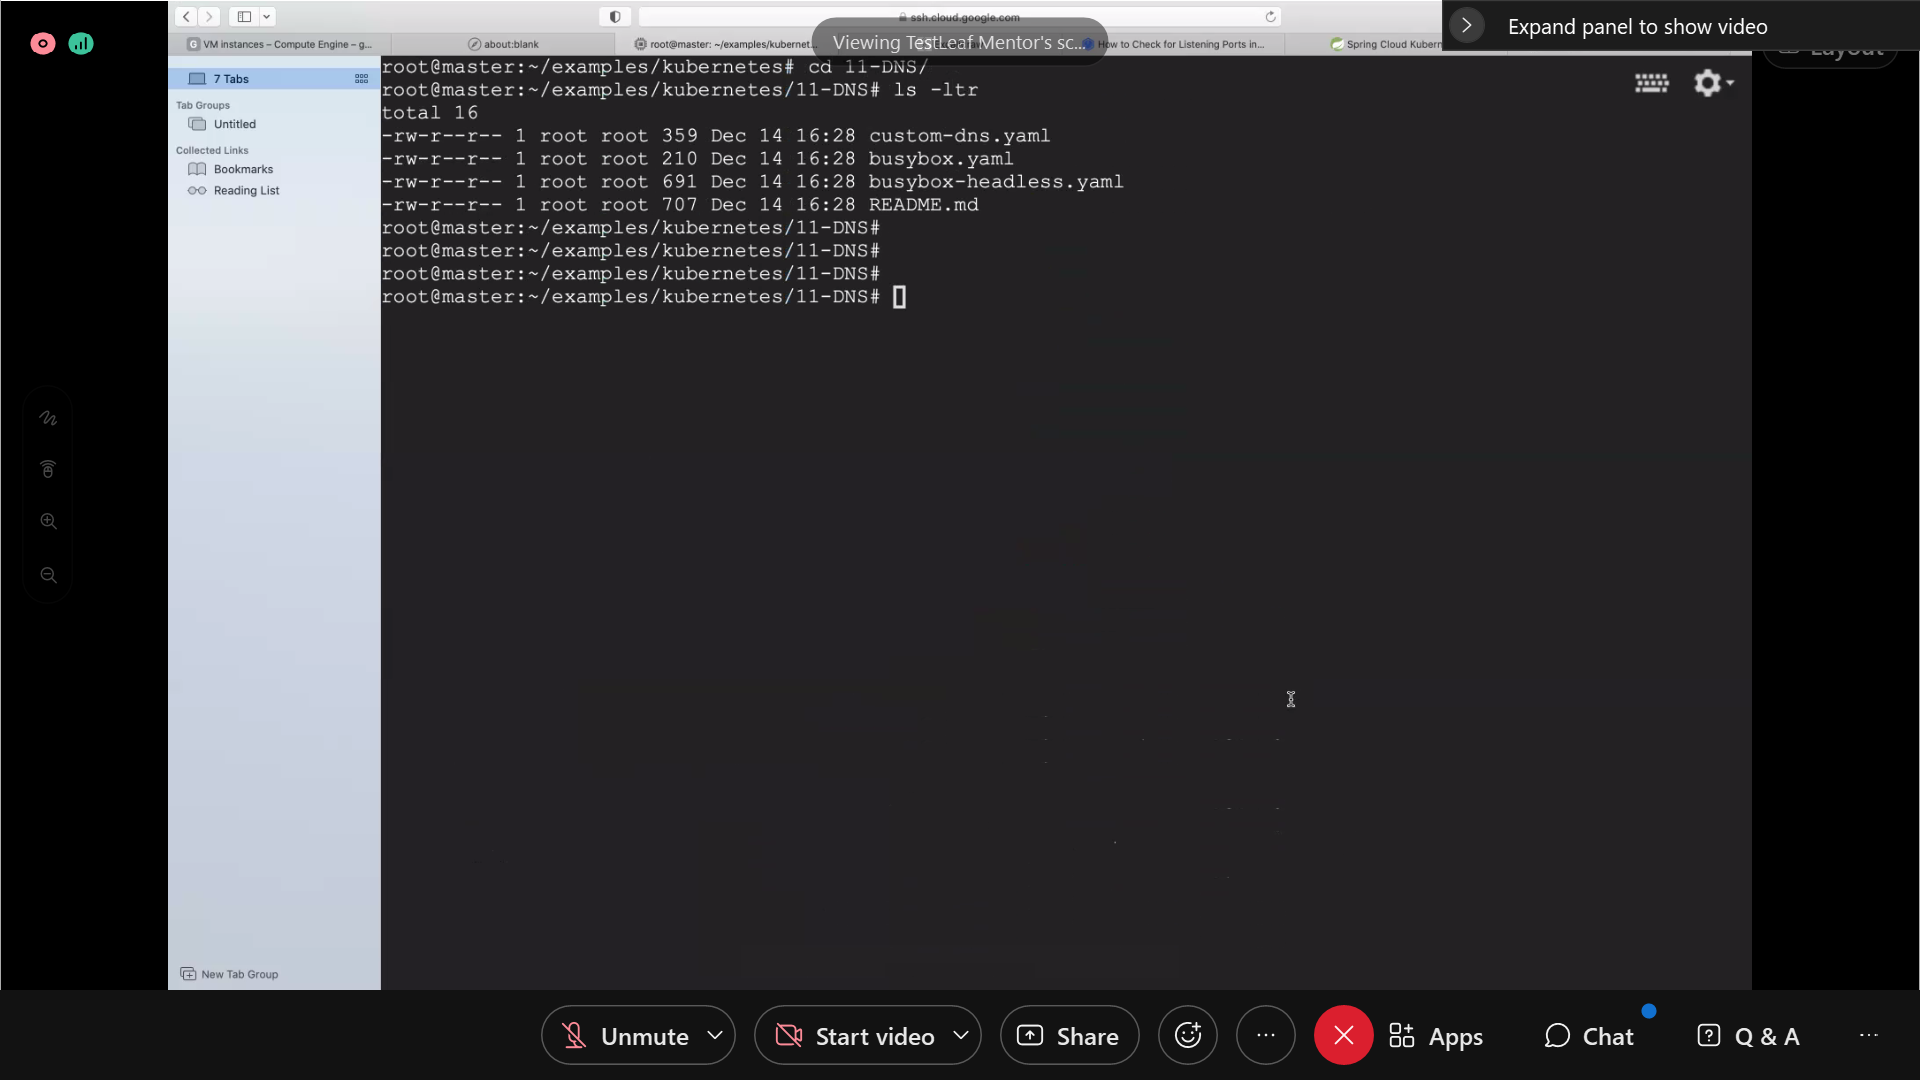 ssh.cloud.google.com
Expand panel to show video
VM instances – Compute Engine – g...
about:blank
root@master: ~/examples/kubernet...
Viewing TestLeaf Mentor's sc...
How to Check for Listening Ports in...
Spring Cloud Kubern
Layout
7 Tabs
Tab Groups
Untitled
Collected Links
Bookmarks
Reading List
New Tab Group
root@master:~/examples/kubernetes# cd 11-DNS/
root@master:~/examples/kubernetes/11-DNS# ls -ltr
total 16
-rw-r--r-- 1 root root 359 Dec 14 16:28 custom-dns.yaml
-rw-r--r-- 1 root root 210 Dec 14 16:28 busybox.yaml
-rw-r--r-- 1 root root 691 Dec 14 16:28 busybox-headless.yaml
-rw-r--r-- 1 root root 707 Dec 14 16:28 README.md
root@master:~/examples/kubernetes/11-DNS#
root@master:~/examples/kubernetes/11-DNS#
root@master:~/examples/kubernetes/11-DNS#
root@master:~/examples/kubernetes/11-DNS#
Unmute
Start video
Share
Apps
Chat
Q & A